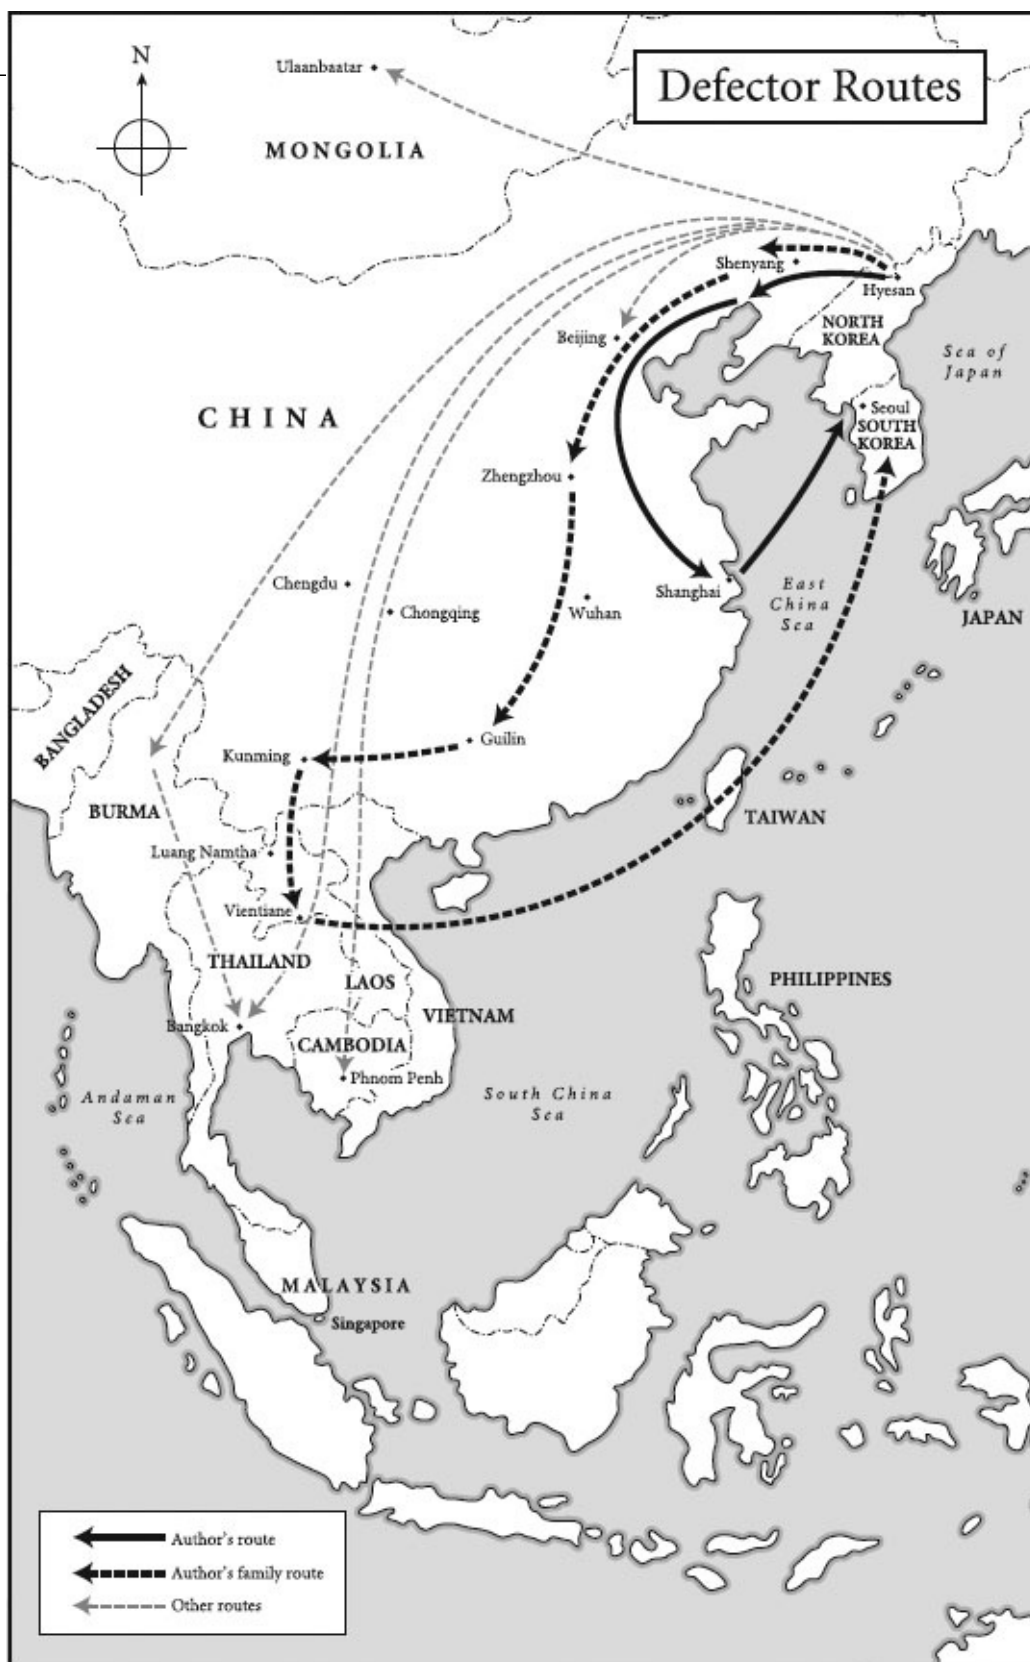 Defector Routes
N
Ulaanbaatar
MONGOLIA
Shenyang
Hyesan
NORTH
KOREA
Beijing
Sea of
Japan
CHINA
Seoul
SOUTH
KOREA
Zhengzhou
Chengdu
Chongqing
Wuhan
Shanghai
East
China
Sea
JAPAN
BANGLADESH
Guilin
Kunming
BURMA
TAIWAN
Luang Namtha
Vientiane
THAILAND
LAOS
PHILIPPINES
VIETNAM
Bangkok
CAMBODIA
Phnom Penh
Andaman
Sea
South China
Sea
MALAYSIA
Singapore
Author's route
Author's family route
Other routes